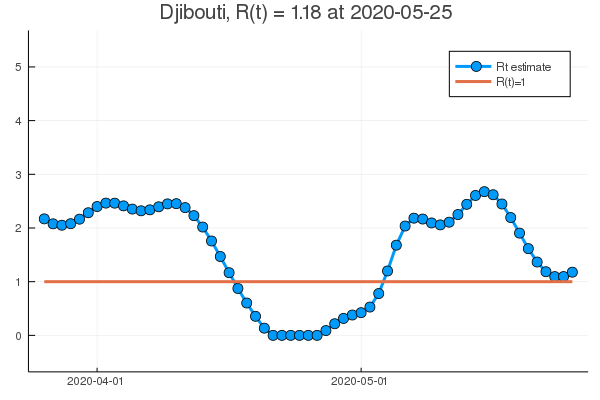 Djibouti, R(t) = 1.18 at 2020-05-25
5
4
3
2
1
0
Rt estimate
R(t)=1
2020-04-01
2020-05-01